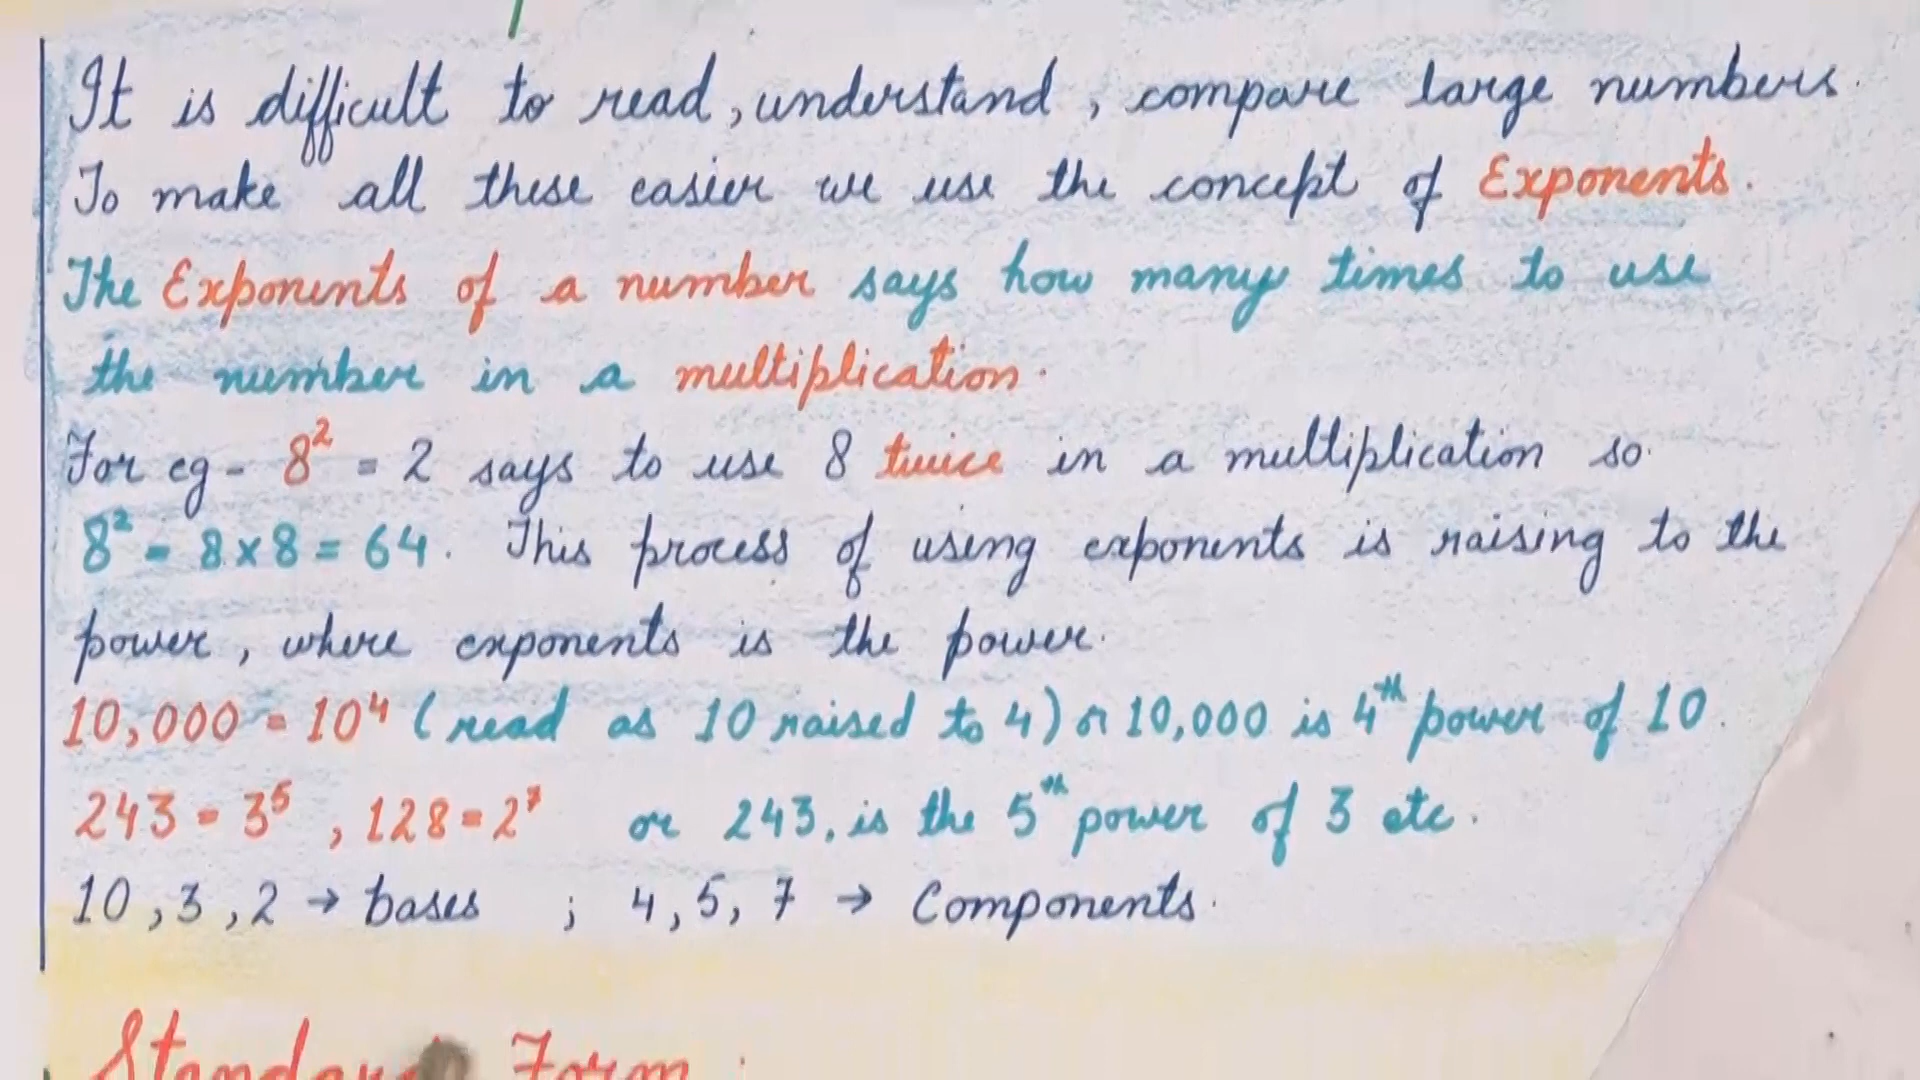 It is difficult to read, understand, compare large numbers.
To make all these easier we use the concept of Exponents.
The Exponents of a number says how many times to use
the number in a multiplication.
For eg - 8² = 2 says to use 8 twice in a multiplication so
8² = 8 x 8 = 64. This process of using exponents is raising to the
power, where exponents is the power.
10,000 = 10⁴ (read as 10 raised to 4) or 10,000 is 4th power of 10.
243 = 3⁵ , 128 = 2⁷ or 243, is the 5th power of 3 etc.
10, 3, 2 → bases ; 4, 5, 7 → Components.
Standard Form